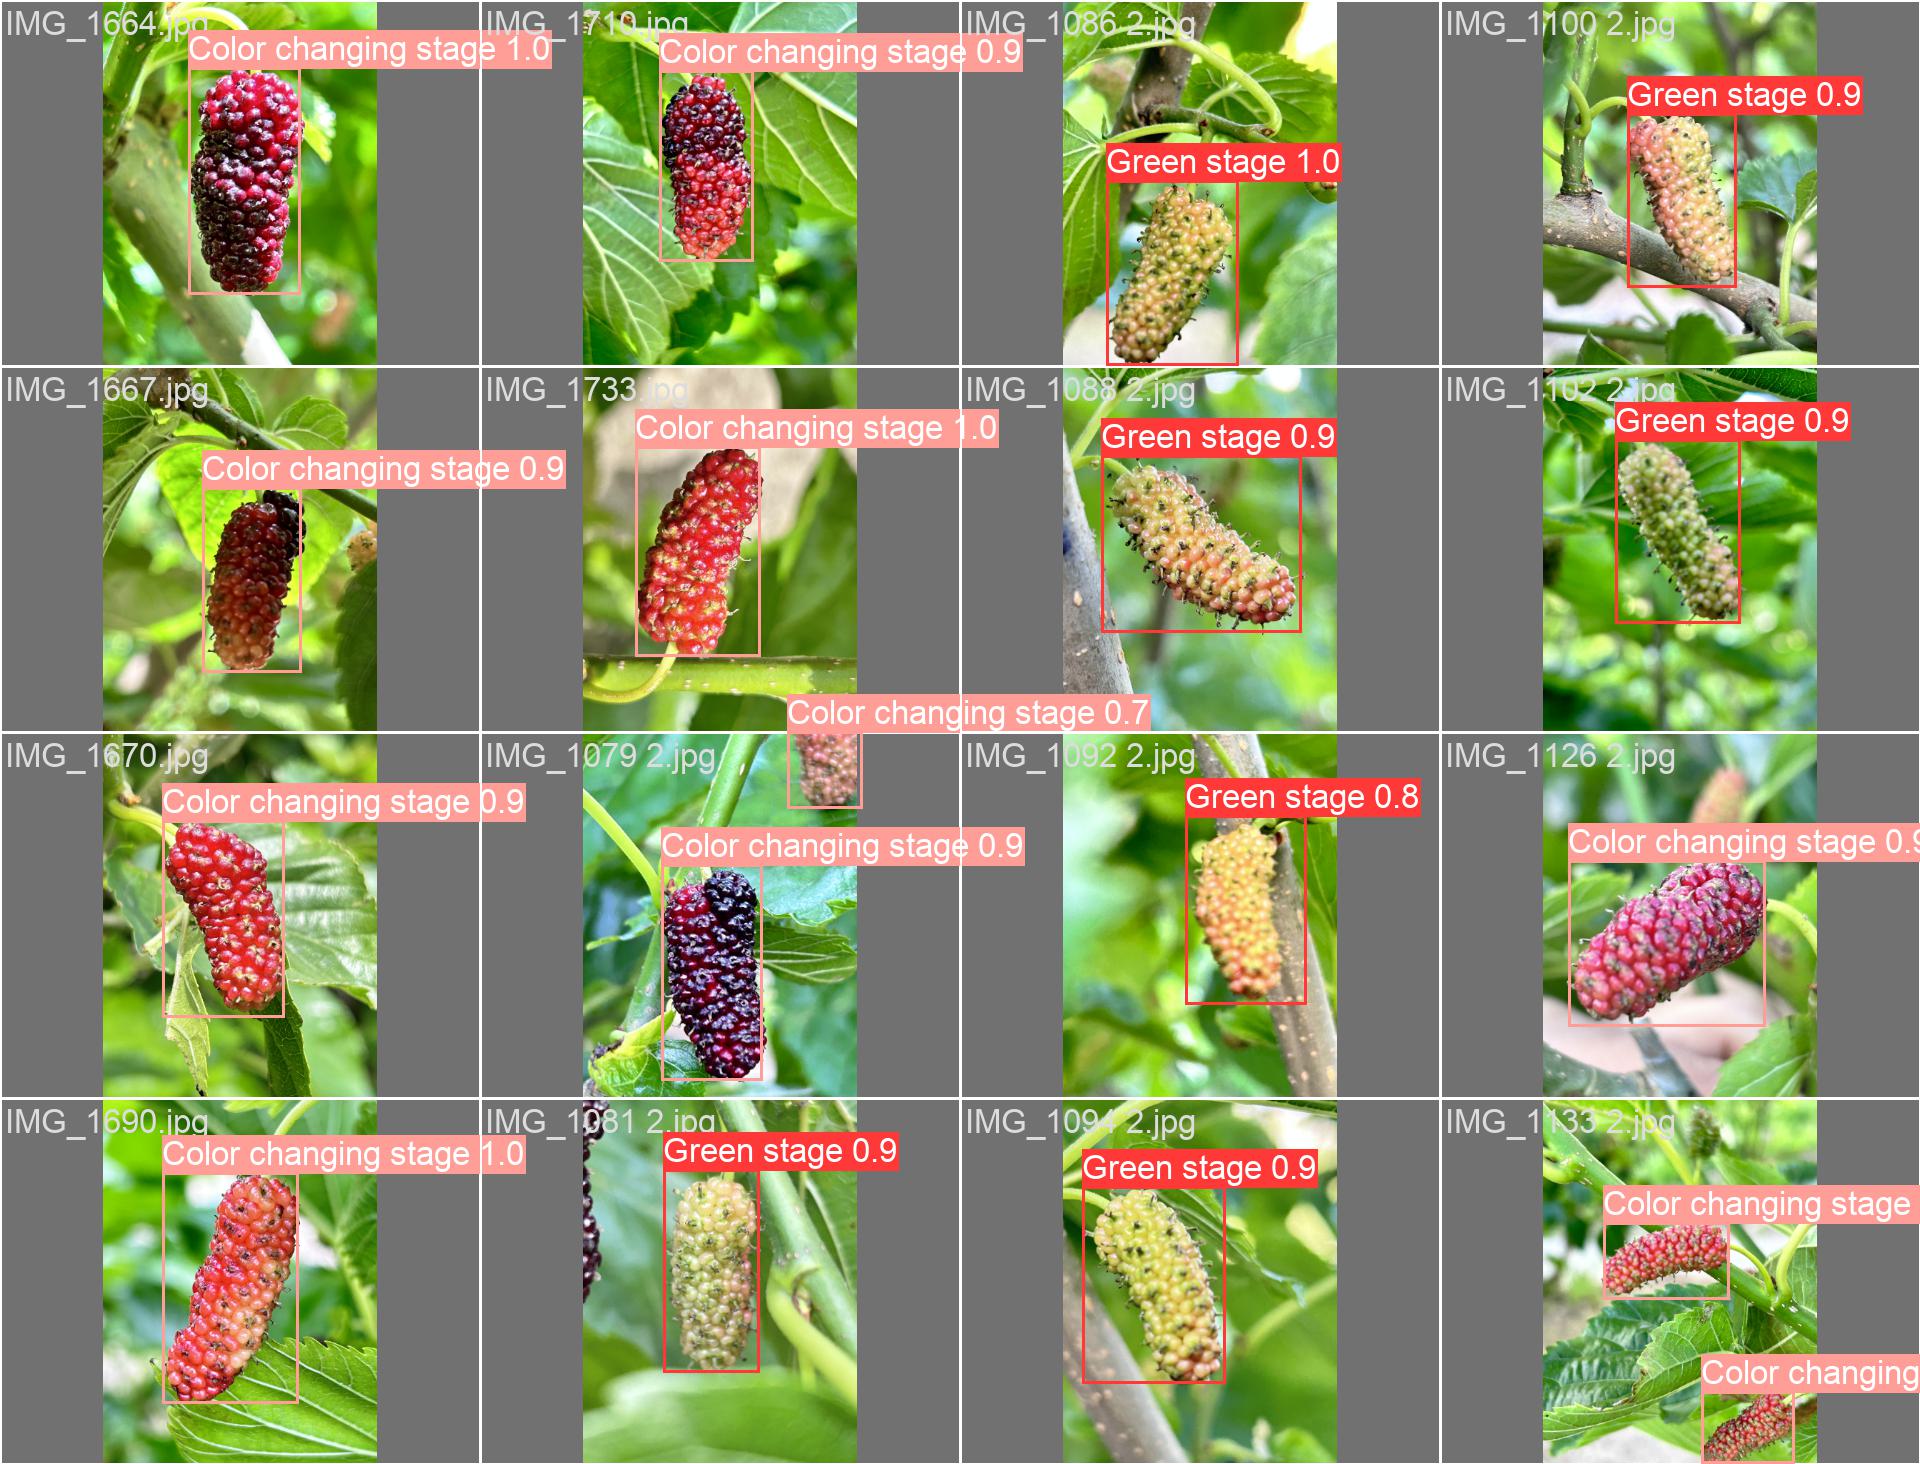 IMG_1664.jpg
Color changing stage 1.0
IMG_1710.jpg
Color changing stage 0.9
IMG_1086 2.jpg
Green stage 1.0
IMG_1100 2.jpg
Green stage 0.9
IMG_1667.jpg
Color changing stage 0.9
IMG_1733.jpg
Color changing stage 1.0
IMG_1088 2.jpg
Green stage 0.9
IMG_1102 2.jpg
Green stage 0.9
IMG_1670.jpg
Color changing stage 0.9
IMG_1079 2.jpg
Color changing stage 0.7
Color changing stage 0.9
IMG_1092 2.jpg
Green stage 0.8
IMG_1126 2.jpg
Color changing stage 0.9
IMG_1690.jpg
Color changing stage 1.0
IMG_1081 2.jpg
Green stage 0.9
IMG_1094 2.jpg
Green stage 0.9
IMG_1133 2.jpg
Color changing stage
Color changing